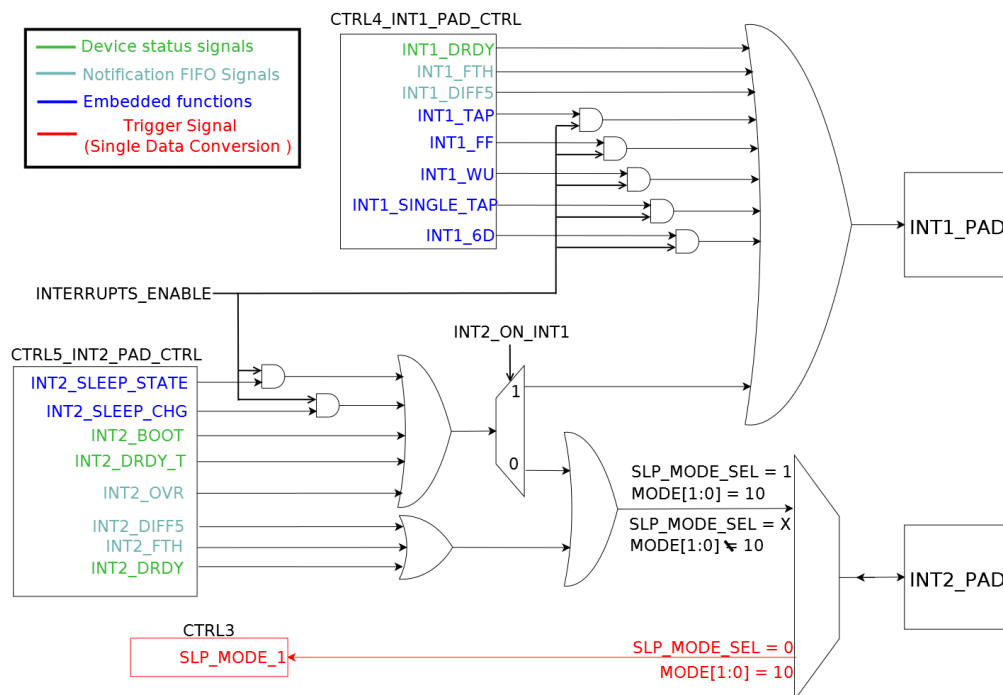 CTRL4_INT1_PAD_CTRL
Device status signals
Notification FIFO Signals
Embedded functions
Trigger Signal
(Single Data Conversion )
INT1_DRDY
INT1_FTH
INT1_DIFF5
INT1_TAP
INT1_FF
INT1_WU
INT1_SINGLE_TAP
INT1_6D
INT1_PAD
INTERRUPTS_ENABLE
INT2_ON_INT1
CTRL5_INT2_PAD_CTRL
INT2_SLEEP_STATE
INT2_SLEEP_CHG
INT2_BOOT
INT2_DRDY_T
INT2_OVR
INT2_DIFF5
INT2_FTH
INT2_DRDY
1
0
SLP_MODE_SEL = 1
MODE[1:0] = 10
SLP_MODE_SEL = X
MODE[1:0] ≠ 10
INT2_PAD
CTRL3
SLP_MODE_1
SLP_MODE_SEL = 0
MODE[1:0] = 10